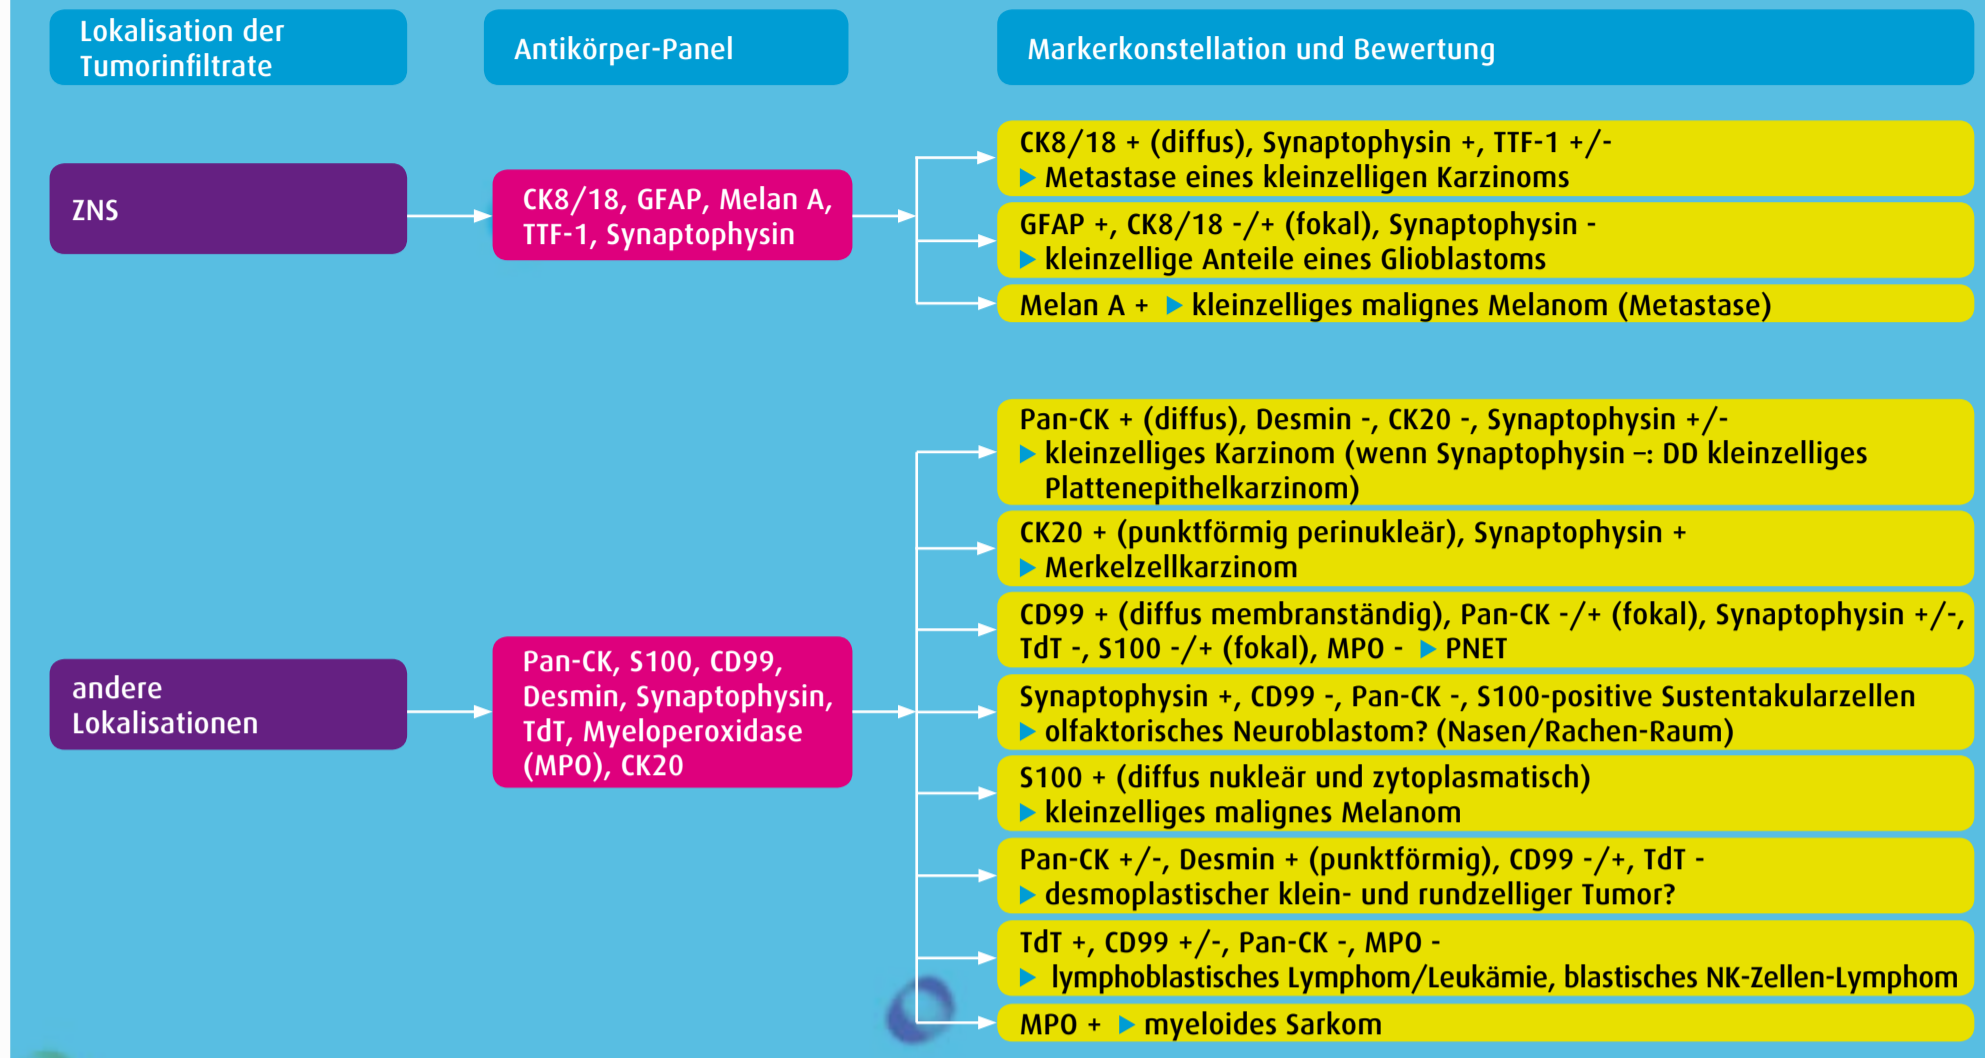 Lokalisation der
Tumorinfiltrate
Antikörper-Panel
Markerkonstellation und Bewertung
ZNS
CK8/18, GFAP, Melan A,
TTF-1, Synaptophysin
CK8/18 + (diffus), Synaptophysin +, TTF-1 +/-
▶ Metastase eines kleinzelligen Karzinoms
GFAP +, CK8/18 -/+ (fokal), Synaptophysin -
▶ kleinzellige Anteile eines Glioblastoms
Melan A + ▶ kleinzelliges malignes Melanom (Metastase)
andere
Lokalisationen
Pan-CK, S100, CD99,
Desmin, Synaptophysin,
TdT, Myeloperoxidase
(MPO), CK20
Pan-CK + (diffus), Desmin -, CK20 -, Synaptophysin +/-
▶ kleinzelliges Karzinom (wenn Synaptophysin –: DD kleinzelliges
Plattenepithelkarzinom)
CK20 + (punktförmig perinukleär), Synaptophysin +
▶ Merkelzellkarzinom
CD99 + (diffus membranständig), Pan-CK -/+ (fokal), Synaptophysin +/-,
TdT -, S100 -/+ (fokal), MPO - ▶ PNET
Synaptophysin +, CD99 -, Pan-CK -, S100-positive Sustentakularzellen
▶ olfaktorisches Neuroblastom? (Nasen/Rachen-Raum)
S100 + (diffus nukleär und zytoplasmatisch)
▶ kleinzelliges malignes Melanom
Pan-CK +/-, Desmin + (punktförmig), CD99 -/+, TdT -
▶ desmoplastischer klein- und rundzelliger Tumor?
TdT +, CD99 +/-, Pan-CK -, MPO -
▶ lymphoblastisches Lymphom/Leukämie, blastisches NK-Zellen-Lymphom
MPO + ▶ myeloides Sarkom